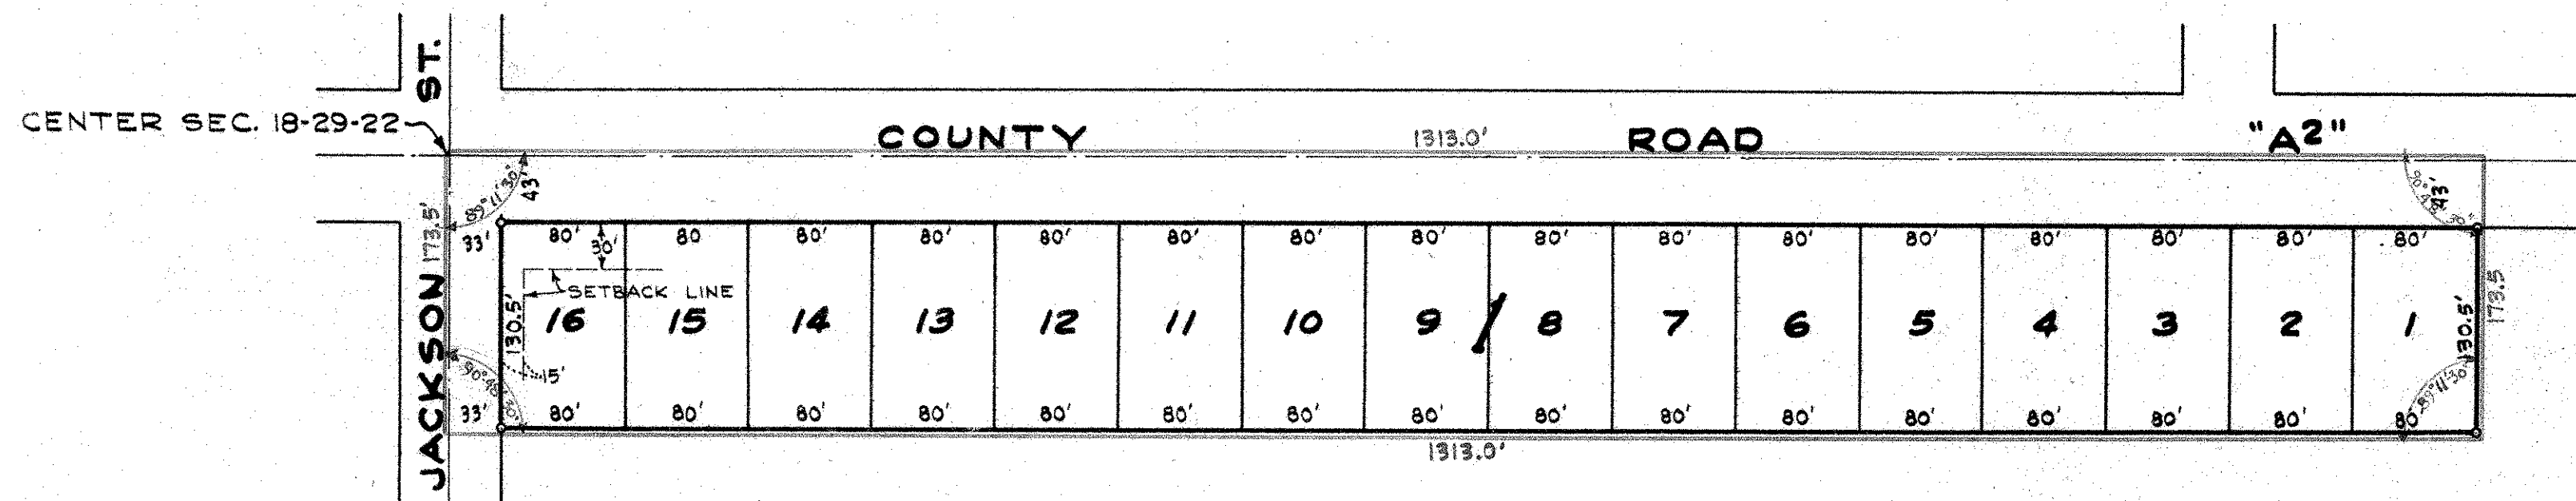 JACKSON ST.
CENTER SEC. 18-29-22
COUNTY 1313.0' ROAD "A2"
89°11'30" 43' 43'
173.5'
33' 80' 80 80' 80' 80' 80' 80' 80' 80' 80' 80' 80' 80' 80' 80' 80'
30'
SETBACK LINE
130.5' 16 15 14 13 12 11 10 9 1 8 7 6 5 4 3 2 1 130.5' 173.5
15'
90°48'30" 89°11'30"
33' 80' 80' 80' 80' 80' 80' 80' 80' 80' 80' 80' 80' 80' 80' 80' 80'
1313.0'